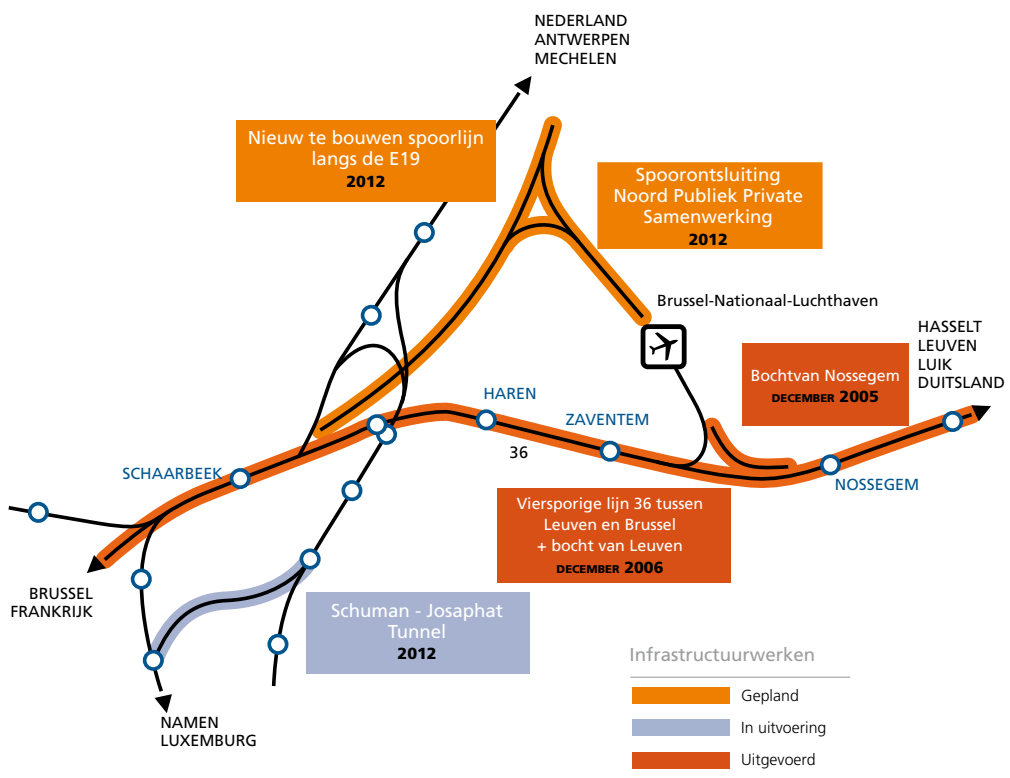 NEDERLAND
ANTWERPEN
MECHELEN
Nieuw te bouwen spoorlijn
langs de E19
2012
Spoorontsluiting
Noord Publiek Private
Samenwerking
2012
Brussel-Nationaal-Luchthaven
HASSELT
LEUVEN
LUIK
DUITSLAND
Bochtvan Nossegem
DECEMBER 2005
HAREN
ZAVENTEM
36
SCHAARBEEK
NOSSEGEM
Viersporige lijn 36 tussen
Leuven en Brussel
+ bocht van Leuven
DECEMBER 2006
BRUSSEL
FRANKRIJK
Schuman - Josaphat
Tunnel
2012
NAMEN
LUXEMBURG
Infrastructuurwerken
Gepland
In uitvoering
Uitgevoerd